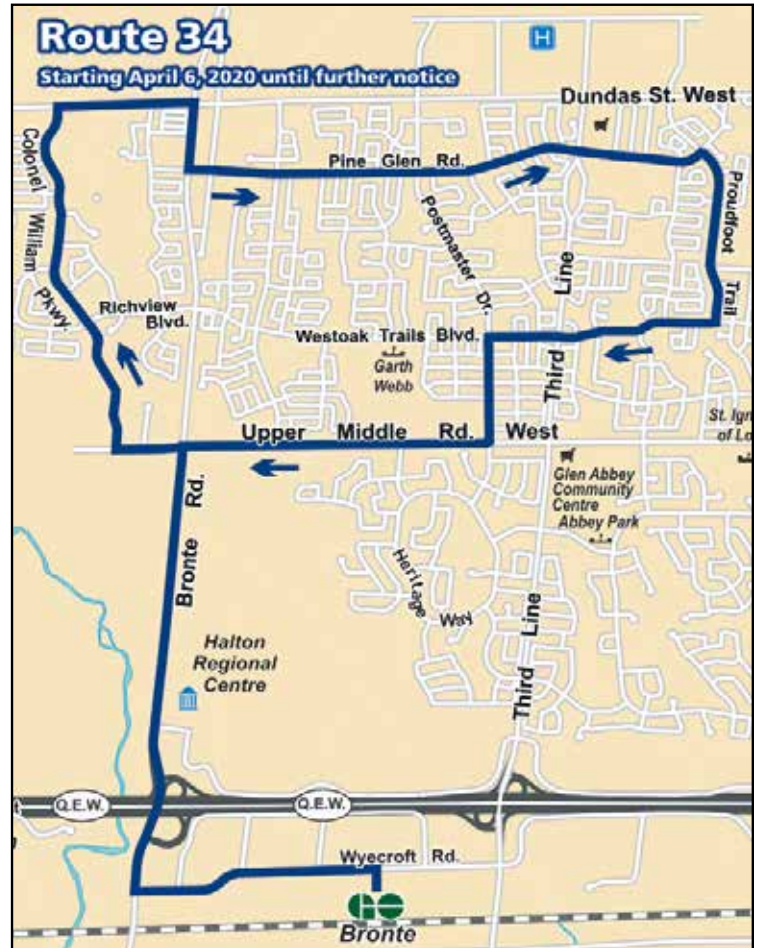 Route 34
Starting April 6, 2020 until further notice
H
Dundas St. West
Colonel William Pkwy.
Pine Glen Rd.
Proudfoot Trail
Postmaster Dr.
Third Line
Richview
Blvd.
Westoak Trails Blvd.
Garth
Webb
Upper Middle Rd. West
St. Ign
of Lo
Glen Abbey
Community
Centre
Abbey Park
Bronte Rd.
Heritage Way
Third Line
Halton
Regional
Centre
Q.E.W.
Q.E.W.
Wyecroft Rd.
GO
Bronte